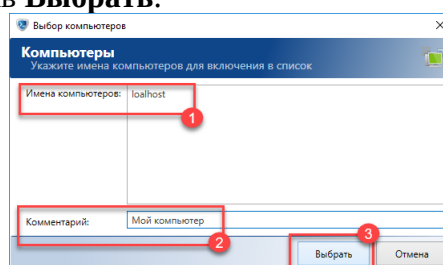 в Выбрать.
Выбор компьютеров
Компьютеры
Укажите имена компьютеров для включения в список
Имена компьютеров: loalhost
1
Комментарий: Мой компьютер
2
3
Выбрать Отмена